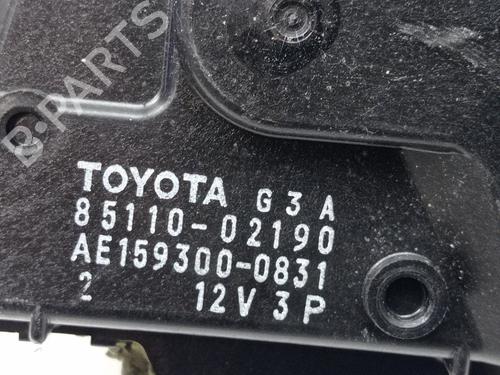 B-PARTS
TOYOTA G3A
85110-02190
AE159300-0831
2 12V 3P